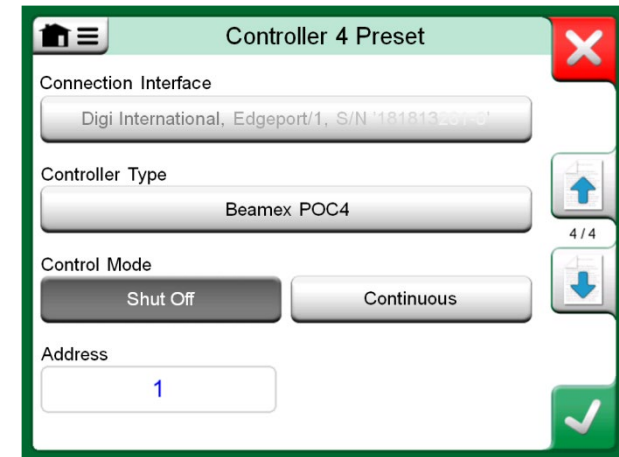 Controller 4 Preset
Connection Interface
Digi International, Edgeport/1, S/N
Controller Type
Beamex POC4
4 / 4
Control Mode
Shut Off
Continuous
Address
1